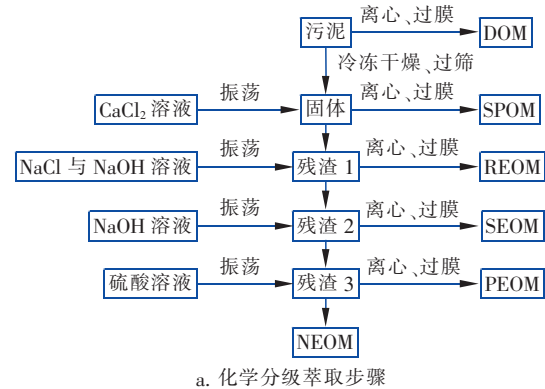 污泥 离心、过膜 DOM
冷冻干燥、过筛
CaCl₂ 溶液 振荡 固体 离心、过膜 SPOM
NaCl 与 NaOH 溶液 振荡 残渣 1 离心、过膜 REOM
NaOH 溶液 振荡 残渣 2 离心、过膜 SEOM
硫酸溶液 振荡 残渣 3 离心、过膜 PEOM
NEOM
a. 化学分级萃取步骤